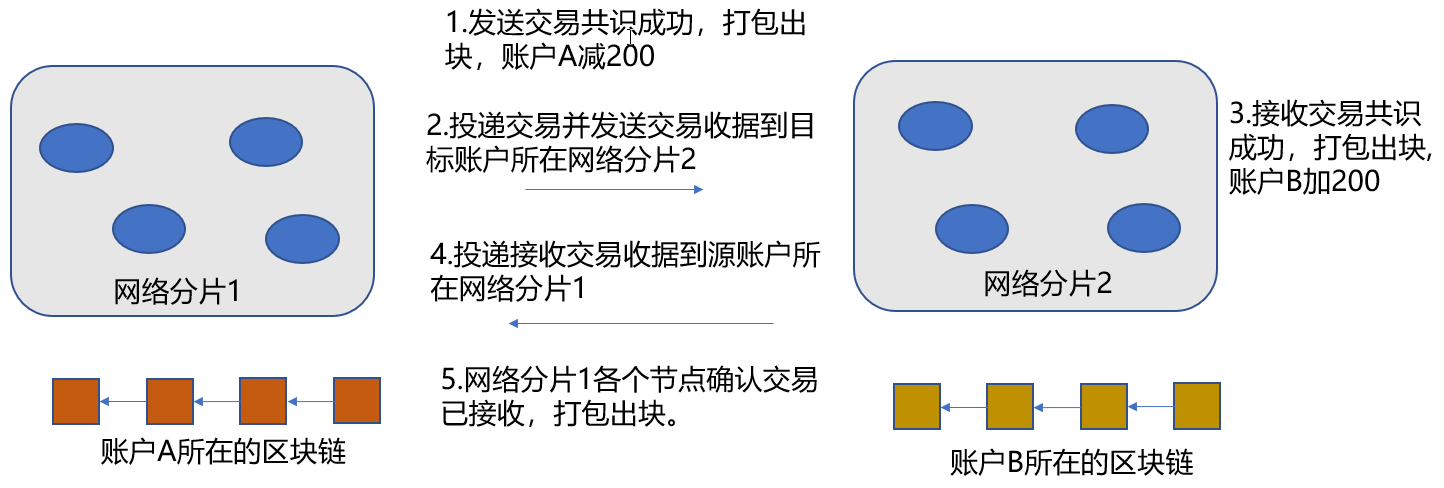 1.发送交易共识成功，打包出
块，账户A减200
2.投递交易并发送交易收据到目
标账户所在网络分片2
3.接收交易共识
成功，打包出块,
账户B加200
4.投递接收交易收据到源账户所
在网络分片1
网络分片1
网络分片2
5.网络分片1各个节点确认交易
已接收，打包出块。
账户A所在的区块链
账户B所在的区块链